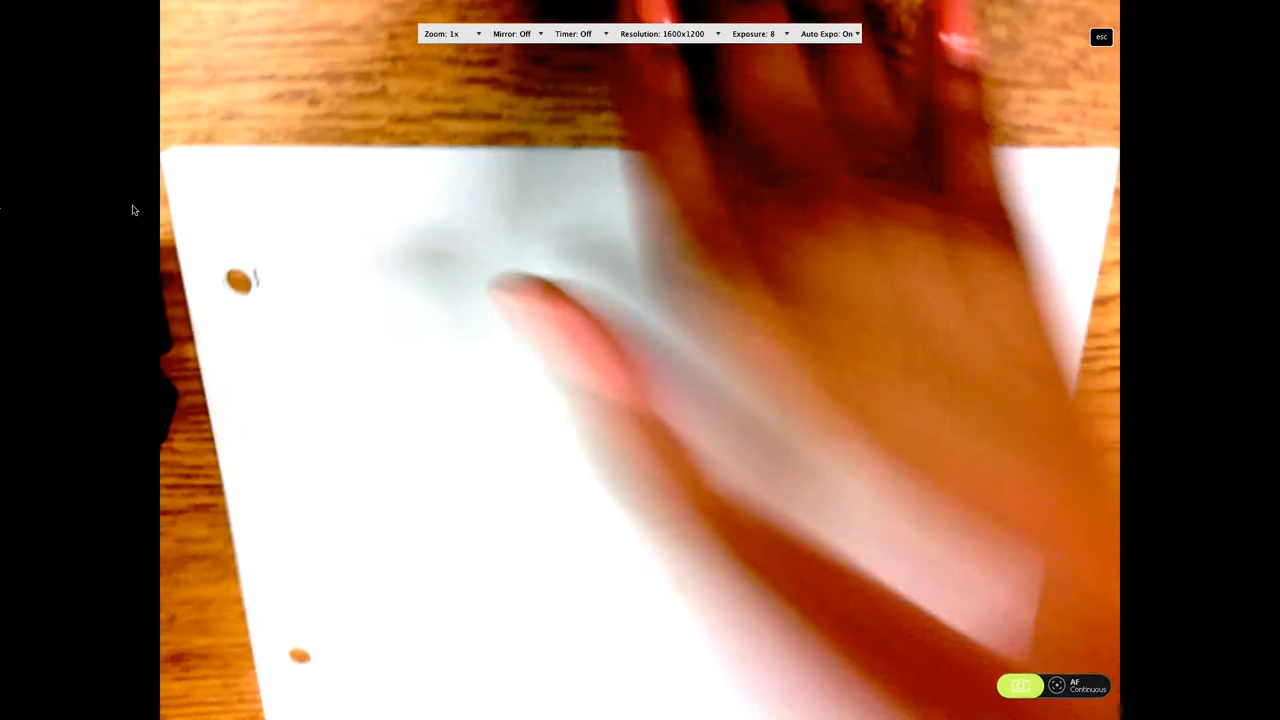 Zoom: 1x Mirror: Off Timer: Off Resolution: 1600x1200 Exposure: 8 Auto Expo: On
esc
AF
Continuous